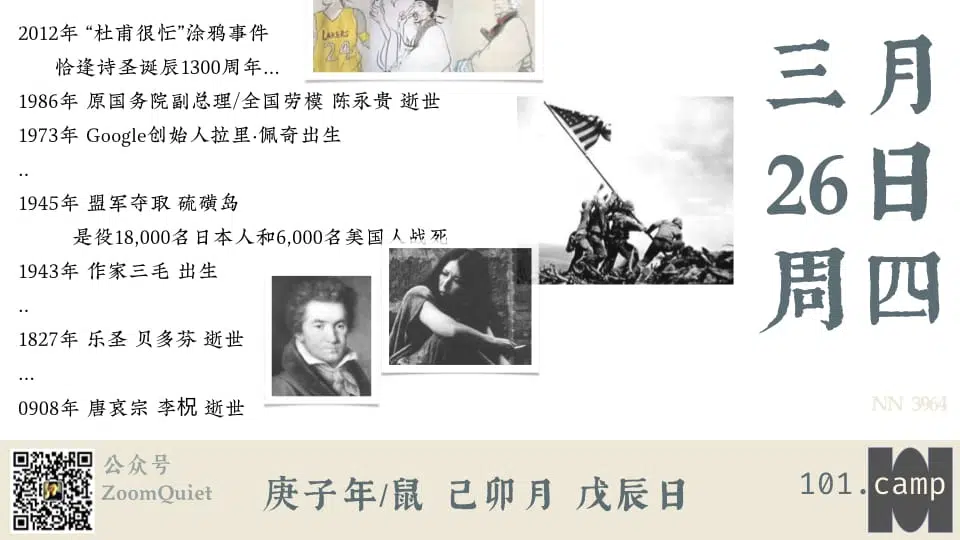 2012年 “杜甫很忙”涂鸦事件
恰逢诗圣诞辰1300周年...
1986年 原国务院副总理/全国劳模 陈永贵 逝世
1973年 Google创始人拉里·佩奇出生
..
1945年 盟军夺取 硫磺岛
是役18,000名日本人和6,000名美国人战死
1943年 作家三毛 出生
..
1827年 乐圣 贝多芬 逝世
...
0908年 唐哀宗 李柷 逝世
LAKERS
24
三月
26日
周四
NN 3964
公众号
ZoomQuiet
庚子年/鼠 己卯月 戊辰日
101.camp